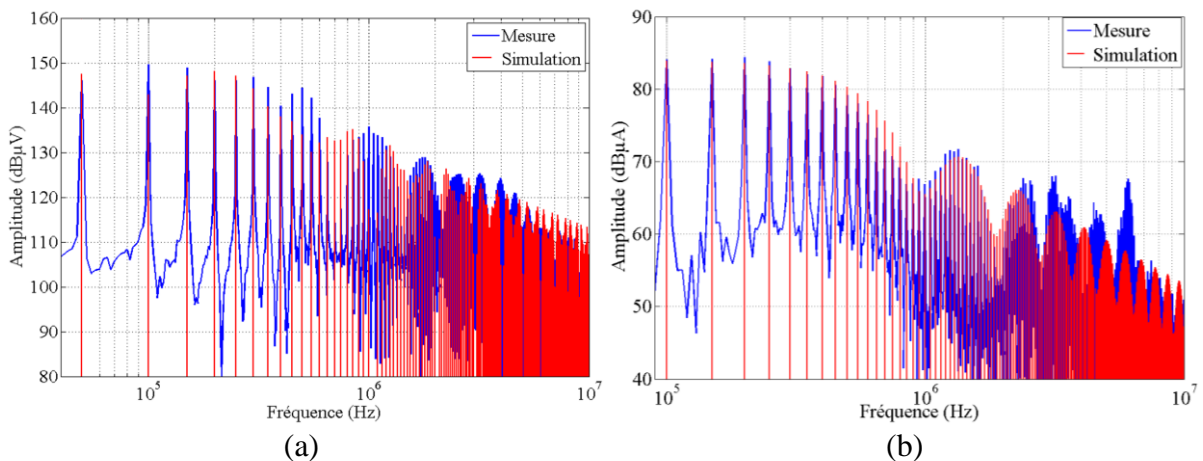 160
150
140
130
120
110
100
90
80
Amplitude (dBµV)
10^5
10^6
10^7
Fréquence (Hz)
Mesure
Simulation
(a)
90
80
70
60
50
40
Amplitude (dBµA)
10^5
10^6
10^7
Fréquence (Hz)
Mesure
Simulation
(b)